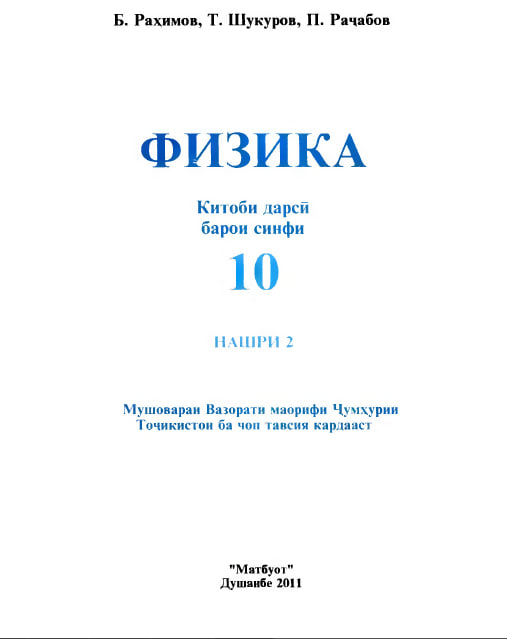 Б. Раҳимов, Т. Шукуров, П. Раҷабов
ФИЗИКА
Китоби дарсӣ
барои синфи
10
НАШРИ 2
Мушовараи Вазорати маорифи Ҷумҳурии
Тоҷикистон ба чоп тавсия кардааст
"Матбуот"
Душанбе 2011